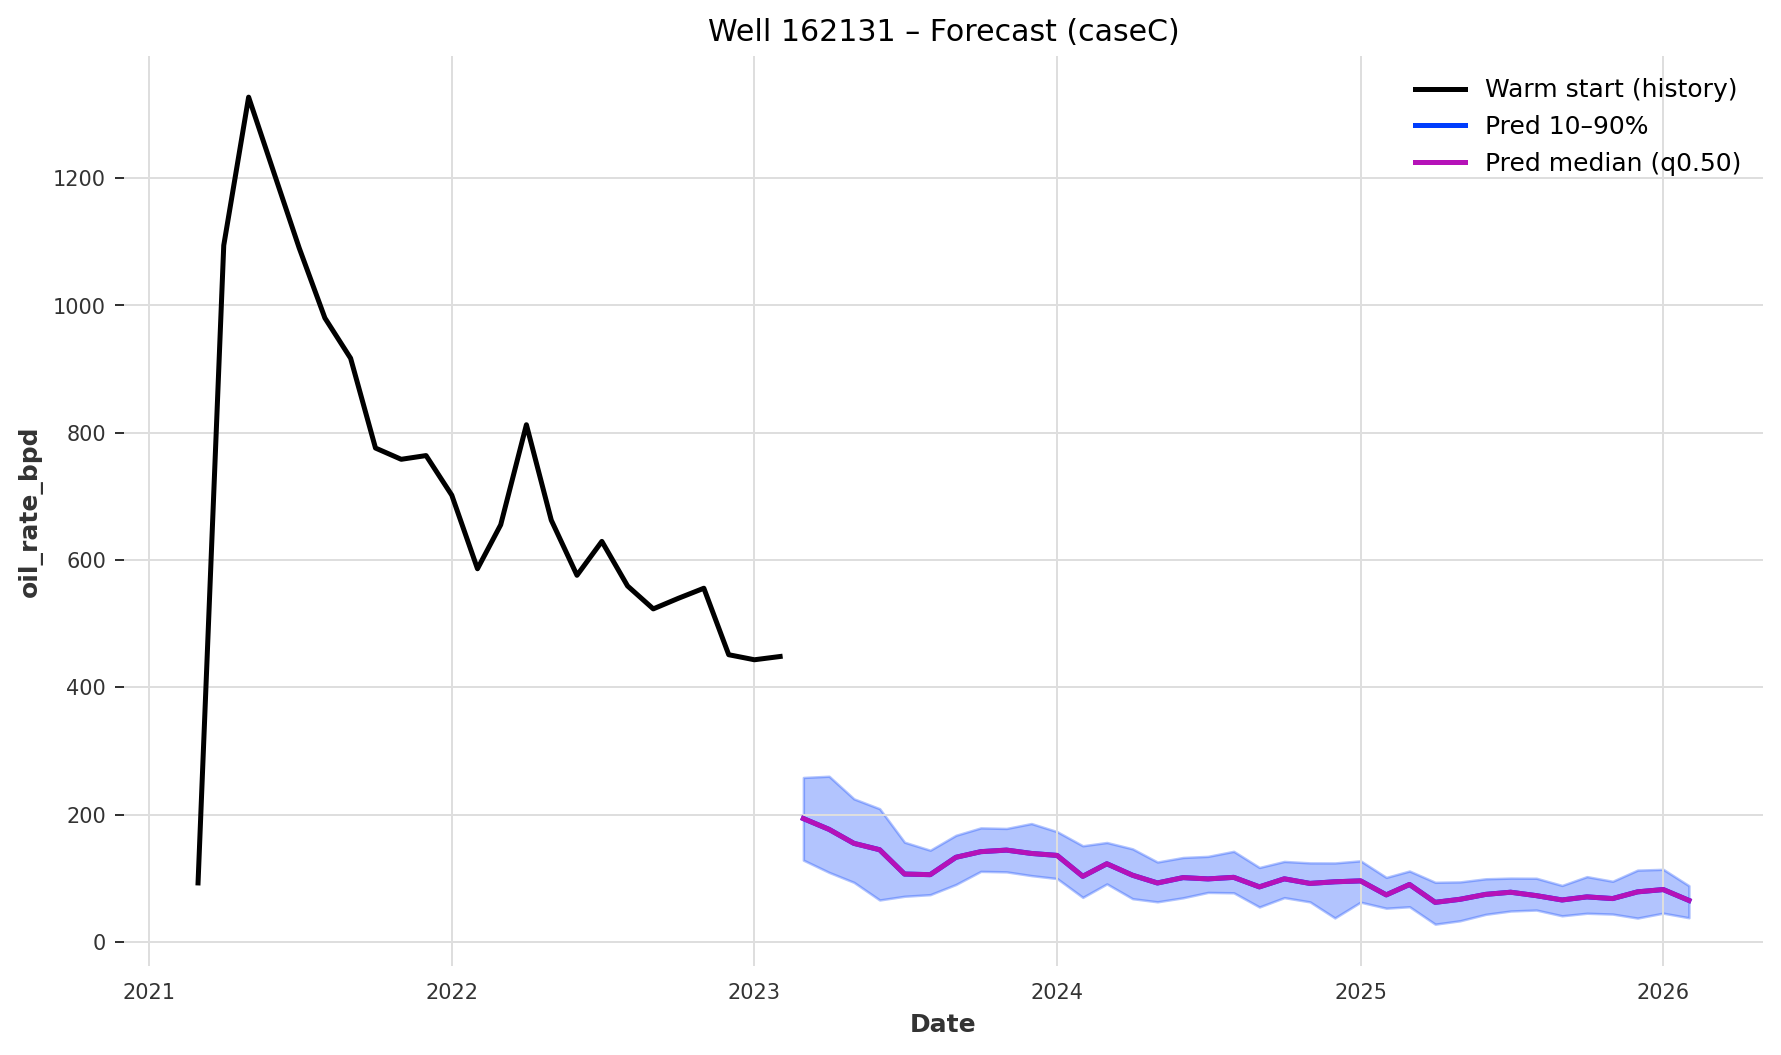 Well 162131 – Forecast (caseC)
Warm start (history)
Pred 10–90%
Pred median (q0.50)
oil_rate_bpd
1200
1000
800
600
400
200
0
2021 2022 2023 2024 2025 2026
Date